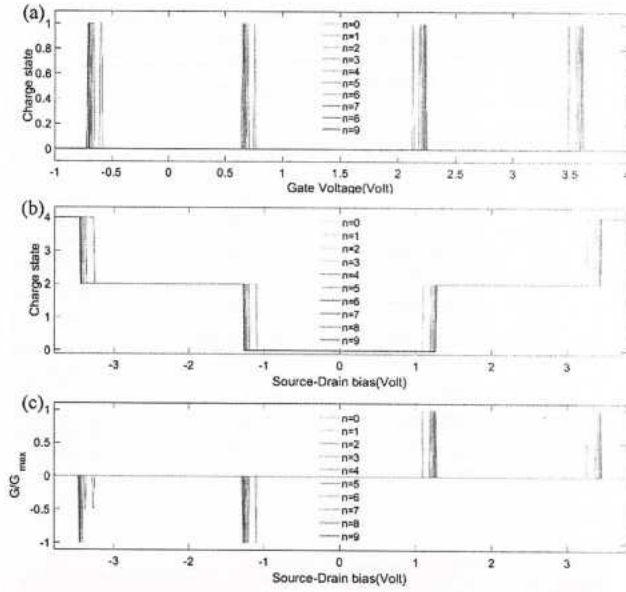 (a)
Charge state
1
0.8
0.6
0.4
0.2
0
n=0
n×1
n=2
n=3
n=4
n=5
n=6
n=7
n=6
n=9
-1 -0.5 0 0.5 1 1.5 2 2.5 3 3.5
Gate Voltage(Volt)
(b)
Charge state
4
3
2
1
0
n=0
n=1
n×2
n=3
n=4
n=5
n=6
n=7
n=8
n=9
-3 -2 -1 0 1 2 3
Source-Drain bias(Volt)
(c)
G/G max
1
0.5
0
-0.5
-1
n=0
n=1
n=2
n=3
n=4
n=5
n=6
n=7
n=8
n=9
-3 -2 -1 0 1 2 3
Source-Drain bias(Volt)